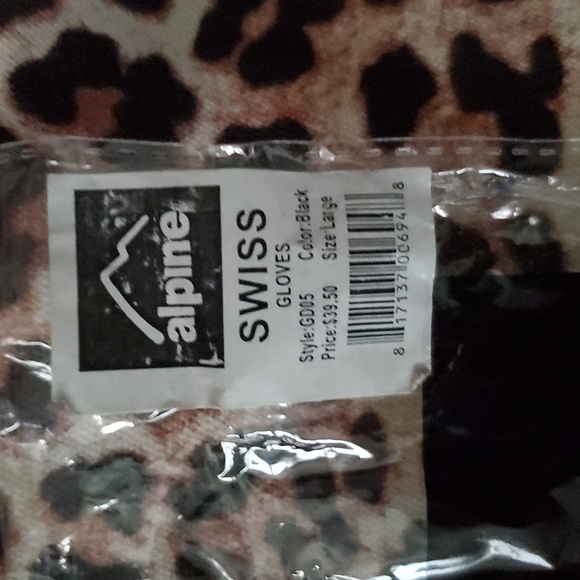 alpine
SWISS
GLOVES
Style:GD05 Color:Black
Price:$39.50 Size:Large
8 17137 00694 8